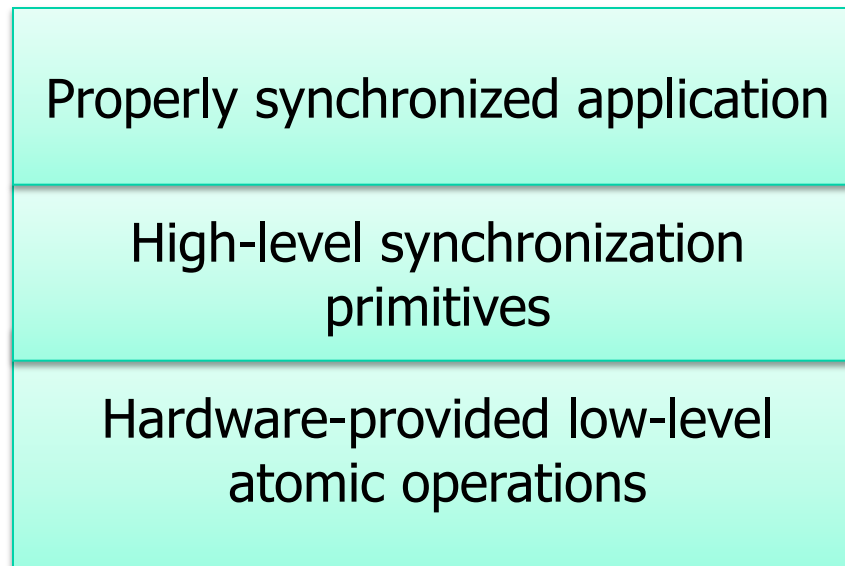 Properly synchronized application
High-level synchronization
primitives
Hardware-provided low-level
atomic operations